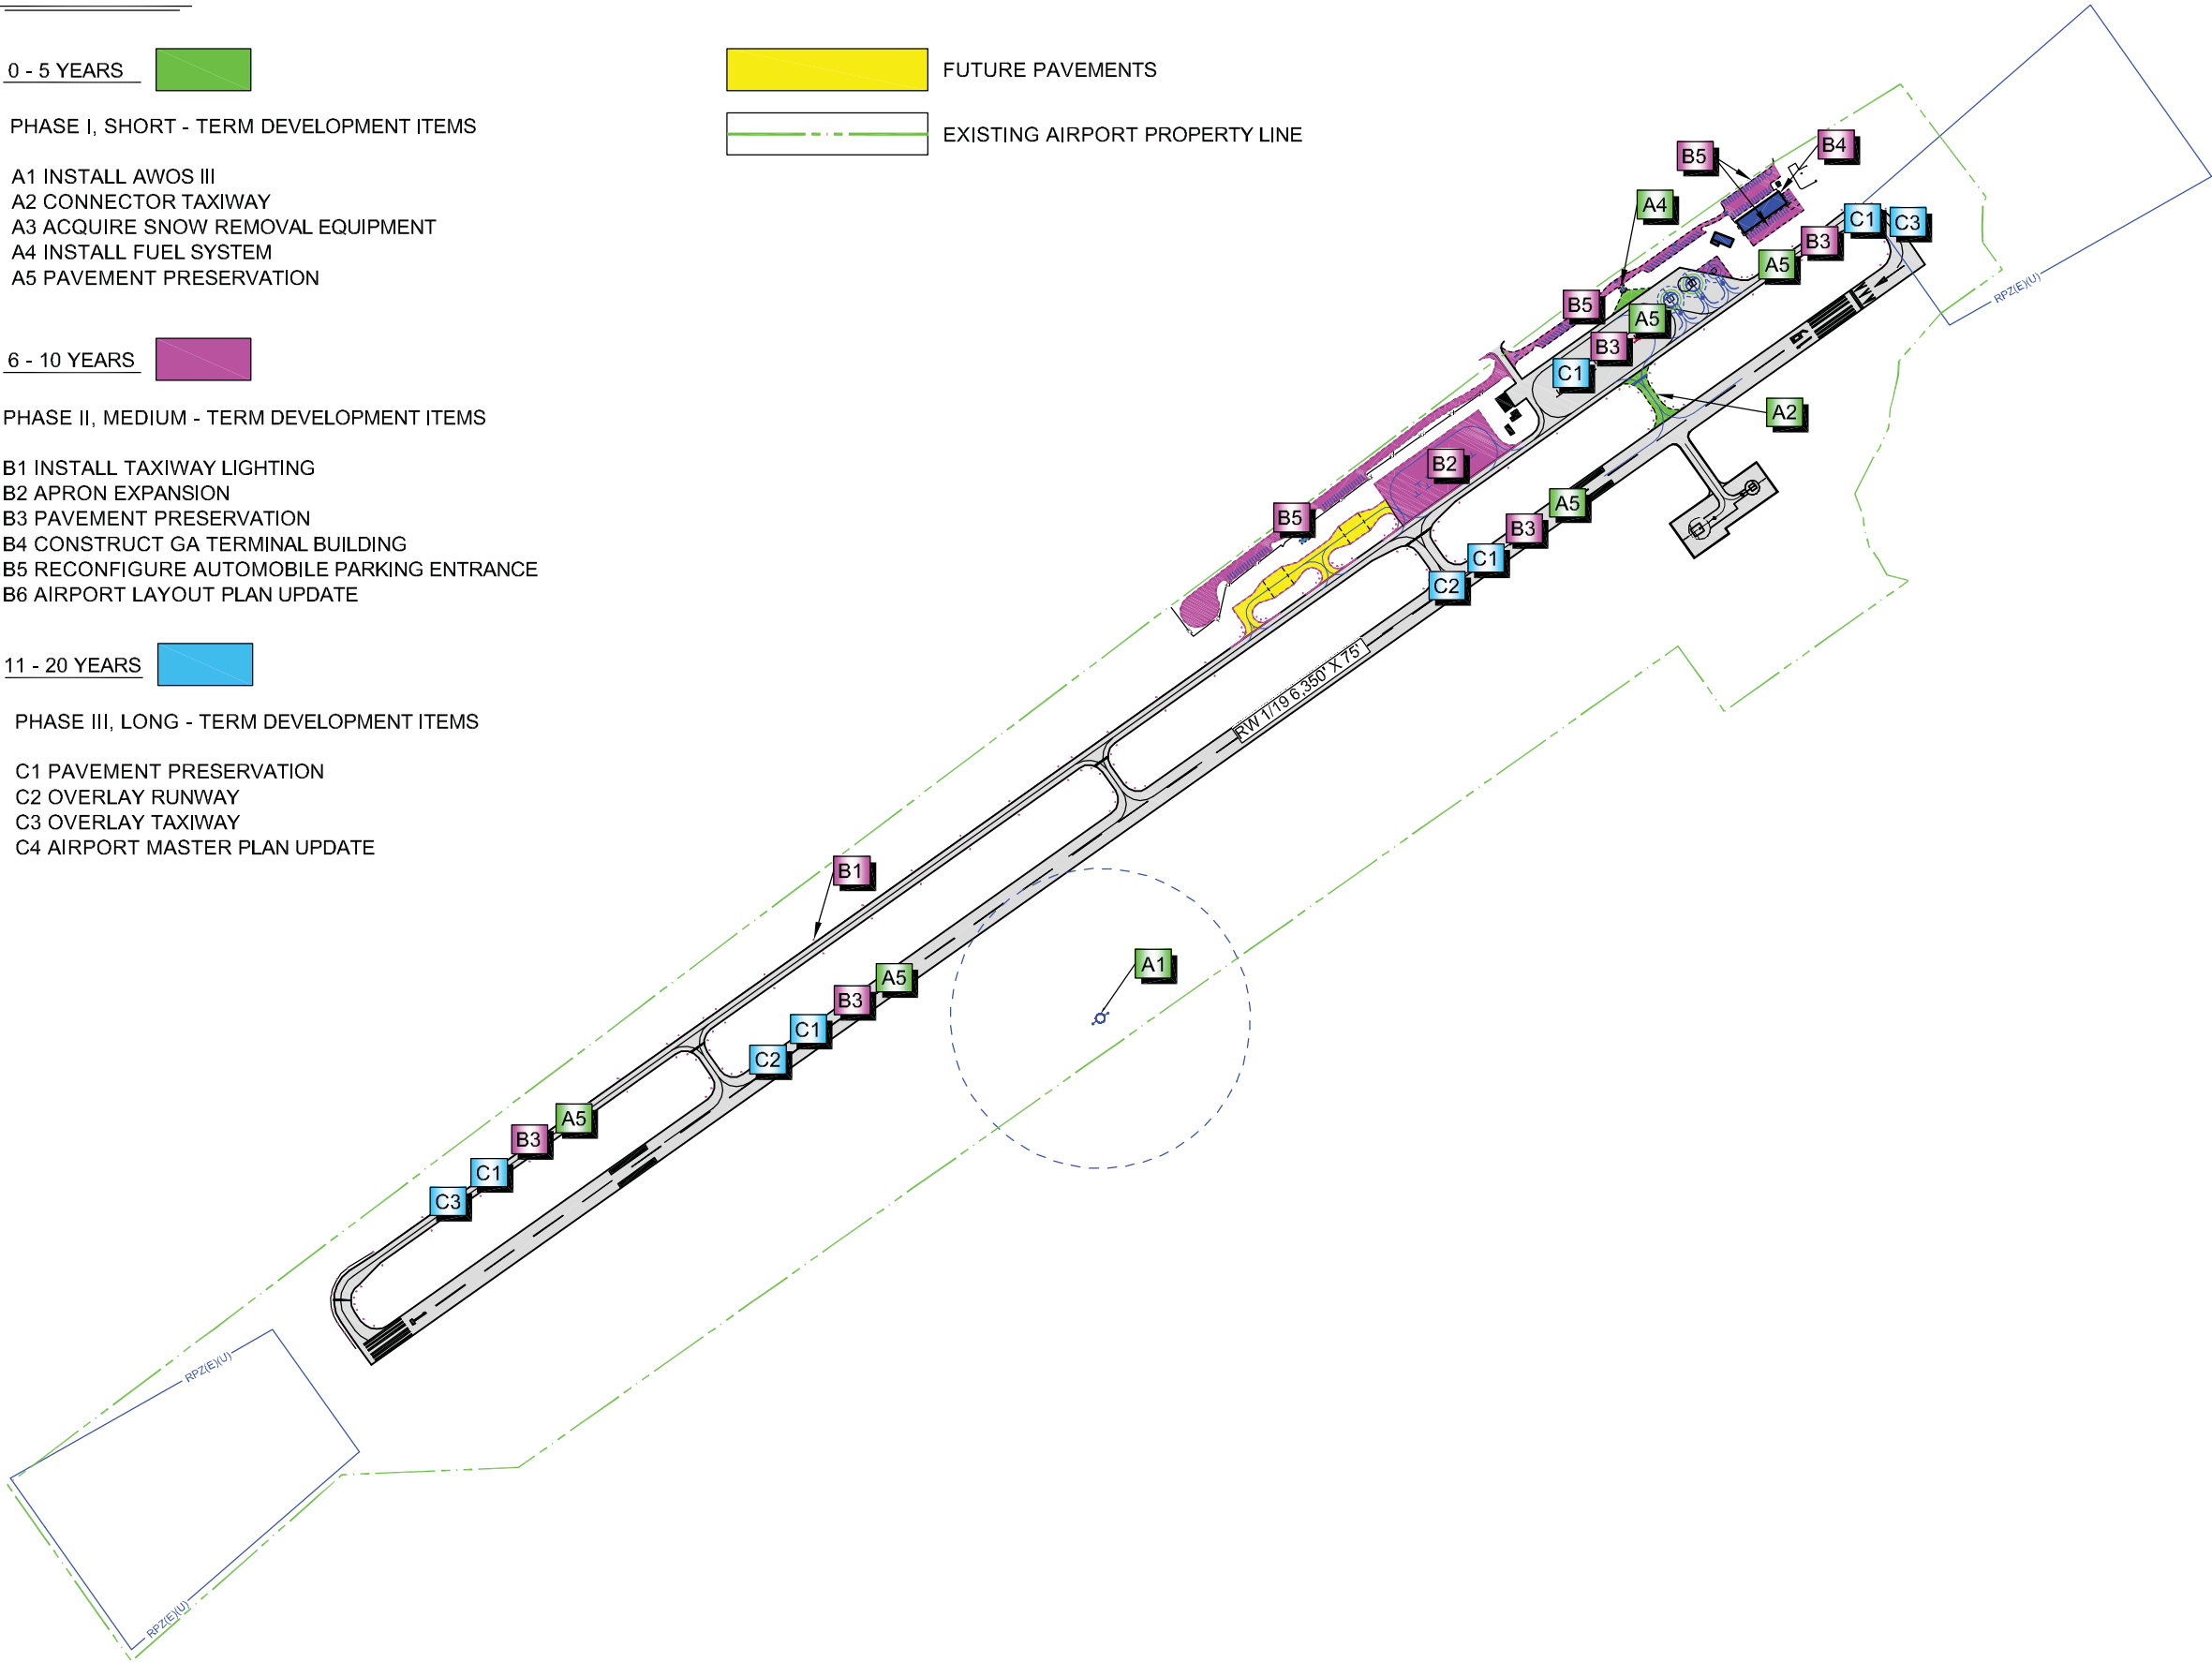 0 - 5 YEARS
PHASE I, SHORT - TERM DEVELOPMENT ITEMS
A1 INSTALL AWOS III
A2 CONNECTOR TAXIWAY
A3 ACQUIRE SNOW REMOVAL EQUIPMENT
A4 INSTALL FUEL SYSTEM
A5 PAVEMENT PRESERVATION
6 - 10 YEARS
PHASE II, MEDIUM - TERM DEVELOPMENT ITEMS
B1 INSTALL TAXIWAY LIGHTING
B2 APRON EXPANSION
B3 PAVEMENT PRESERVATION
B4 CONSTRUCT GA TERMINAL BUILDING
B5 RECONFIGURE AUTOMOBILE PARKING ENTRANCE
B6 AIRPORT LAYOUT PLAN UPDATE
11 - 20 YEARS
PHASE III, LONG - TERM DEVELOPMENT ITEMS
C1 PAVEMENT PRESERVATION
C2 OVERLAY RUNWAY
C3 OVERLAY TAXIWAY
C4 AIRPORT MASTER PLAN UPDATE
FUTURE PAVEMENTS
EXISTING AIRPORT PROPERTY LINE
B4
B5
A4
C1
C3
B3
A5
RPZ(E)(U)
B5
A5
B3
C1
19
A2
B2
A5
B5
B3
C1
C2
RW 1/19 6,350' X 75'
B1
A1
A5
B3
C1
C2
A5
B3
C1
C3
1
RPZ(E)(U)
RPZ(E)(U)